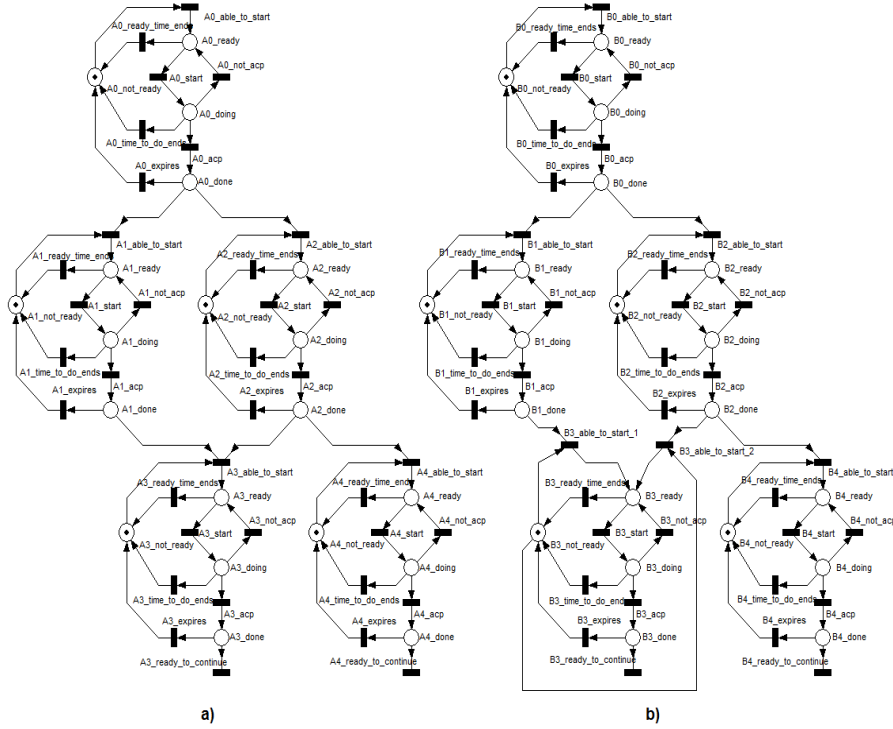 A0_able_to_start
A0_ready_time_ends
A0_ready
A0_not_acp
A0_start
A0_not_ready
A0_doing
A0_time_to_do_ends
A0_acp
A0_expires
A0_done
A1_able_to_start
A1_ready_time_ends
A1_ready
A1_not_acp
A1_start
A1_not_ready
A1_doing
A1_time_to_do_ends
A1_acp
A1_expires
A1_done
A2_able_to_start
A2_ready_time_ends
A2_ready
A2_not_acp
A2_start
A2_not_ready
A2_doing
A2_time_to_do_ends
A2_acp
A2_expires
A2_done
A3_able_to_start
A3_ready_time_ends
A3_ready
A3_not_acp
A3_start
A3_not_ready
A3_doing
A3_time_to_do_ends
A3_acp
A3_expires
A3_done
A3_ready_to_continue
A4_able_to_start
A4_ready_time_ends
A4_ready
A4_not_acp
A4_start
A4_not_ready
A4_doing
A4_time_to_do_ends
A4_acp
A4_expires
A4_done
A4_ready_to_continue
a)
B0_able_to_start
B0_ready_time_ends
B0_ready
B0_not_acp
B0_start
B0_not_ready
B0_doing
B0_time_to_do_ends
B0_acp
B0_expires
B0_done
B1_able_to_start
B1_ready_time_ends
B1_ready
B1_not_acp
B1_start
B1_not_ready
B1_doing
B1_time_to_do_ends
B1_acp
B1_expires
B1_done
B2_able_to_start
B2_ready_time_ends
B2_ready
B2_not_acp
B2_start
B2_not_ready
B2_doing
B2_time_to_do_ends
B2_acp
B2_expires
B2_done
B3_able_to_start_1
B3_able_to_start_2
B3_ready_time_ends
B3_ready
B3_not_acp
B3_start
B3_not_ready
B3_doing
B3_time_to_do_ends
B3_acp
B3_expires
B3_done
B3_ready_to_continue
B4_able_to_start
B4_ready_time_ends
B4_ready
B4_not_acp
B4_start
B4_not_ready
B4_doing
B4_time_to_do_ends
B4_acp
B4_expires
B4_done
B4_ready_to_continue
b)